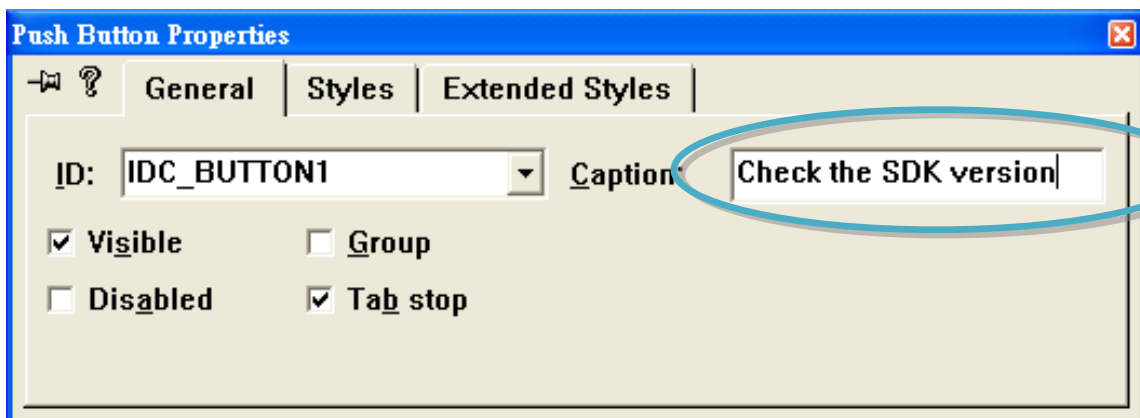 Push Button Properties
General Styles Extended Styles
ID: IDC_BUTTON1 Caption: Check the SDK version
Visible Group
Disabled Tab stop